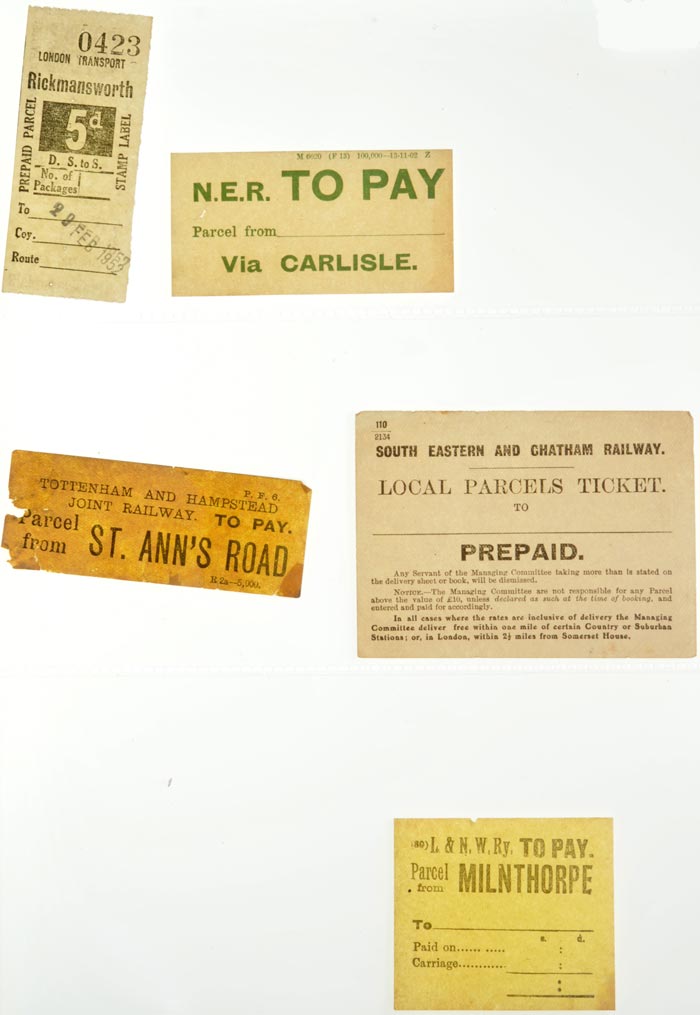 0423
LONDON TRANSPORT
Rickmansworth
PREPAID PARCEL
5d
STAMP LABEL
D. S. to S.
No. of
Packages
To
Coy.
Route
29 FEB 1952
M 6020 (F 13) 100,000—13-11-02 Z
N.E.R. TO PAY
Parcel from
Via CARLISLE.
P. F. 6.
TOTTENHAM AND HAMPSTEAD
JOINT RAILWAY. TO PAY.
Parcel
from ST. ANN'S ROAD
R 2a—5,000.
110
2134
SOUTH EASTERN AND CHATHAM RAILWAY.
LOCAL PARCELS TICKET.
TO
PREPAID.
Any Servant of the Managing Committee taking more than is stated on
the delivery sheet or book, will be dismissed.
NOTICE.—The Managing Committee are not responsible for any Parcel
above the value of £10, unless declared as such at the time of booking, and
entered and paid for accordingly.
In all cases where the rates are inclusive of delivery the Managing
Committee deliver free within one mile of certain Country or Suburban
Stations; or, in London, within 2½ miles from Somerset House.
(80) L. & N. W. Ry. TO PAY.
Parcel
from MILNTHORPE
To
s. d.
Paid on...... ..... :
Carriage........... :
: